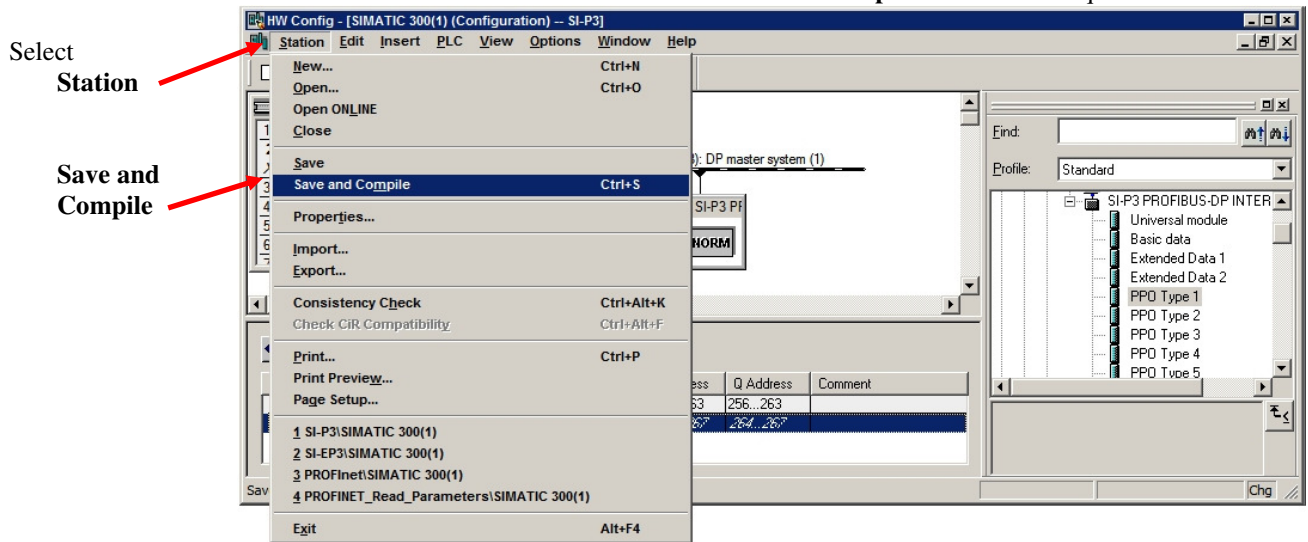 HW Config - [SIMATIC 300(1) (Configuration) -- SI-P3]
Station Edit Insert PLC View Options Window Help
Select
Station
Save and
Compile
New... Ctrl+N
Open... Ctrl+O
Open ONLINE
Close
Save
Save and Compile Ctrl+S
Properties...
Import...
Export...
Consistency Check Ctrl+Alt+K
Check CiR Compatibility Ctrl+Alt+F
Print... Ctrl+P
Print Preview...
Page Setup...
1 SI-P3\SIMATIC 300(1)
2 SI-EP3\SIMATIC 300(1)
3 PROFInet\SIMATIC 300(1)
4 PROFINET_Read_Parameters\SIMATIC 300(1)
Exit Alt+F4
: DP master system (1)
SI-P3 PF
NORM
Q Address Comment
256...263
264...267
Find:
Profile: Standard
SI-P3 PROFIBUS-DP INTER
Universal module
Basic data
Extended Data 1
Extended Data 2
PPO Type 1
PPO Type 2
PPO Type 3
PPO Type 4
PPO Type 5
Sav
Chg